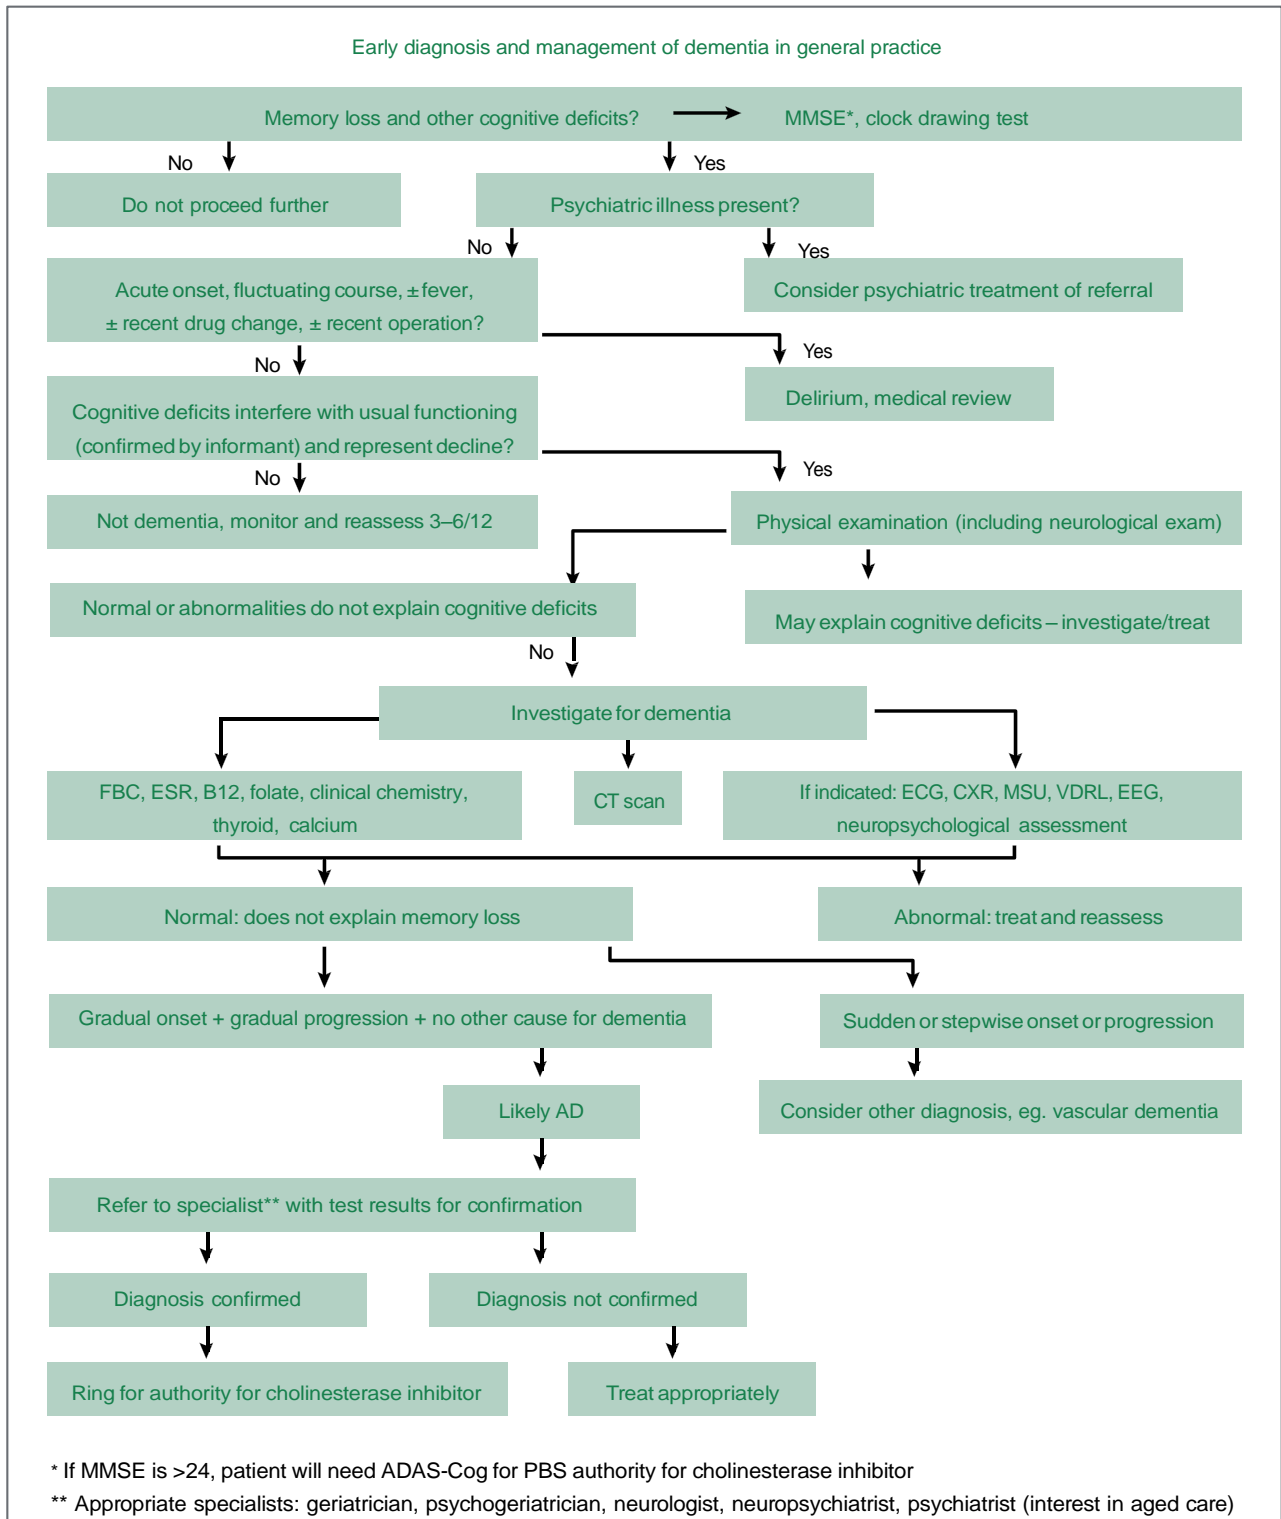 Early diagnosis and management of dementia in general practice
Memory loss and other cognitive deficits?
MMSE*, clock drawing test
No
Yes
Do not proceed further
Psychiatric illness present?
No
Yes
Acute onset, fluctuating course, ± fever,
± recent drug change, ± recent operation?
Consider psychiatric treatment of referral
No
Yes
Cognitive deficits interfere with usual functioning
(confirmed by informant) and represent decline?
Delirium, medical review
No
Yes
Not dementia, monitor and reassess 3–6/12
Physical examination (including neurological exam)
Normal or abnormalities do not explain cognitive deficits
May explain cognitive deficits – investigate/treat
No
Investigate for dementia
FBC, ESR, B12, folate, clinical chemistry,
thyroid, calcium
CT scan
If indicated: ECG, CXR, MSU, VDRL, EEG,
neuropsychological assessment
Normal: does not explain memory loss
Abnormal: treat and reassess
Gradual onset + gradual progression + no other cause for dementia
Sudden or stepwise onset or progression
Likely AD
Consider other diagnosis, eg. vascular dementia
Refer to specialist** with test results for confirmation
Diagnosis confirmed
Diagnosis not confirmed
Ring for authority for cholinesterase inhibitor
Treat appropriately
* If MMSE is >24, patient will need ADAS-Cog for PBS authority for cholinesterase inhibitor
** Appropriate specialists: geriatrician, psychogeriatrician, neurologist, neuropsychiatrist, psychiatrist (interest in aged care)